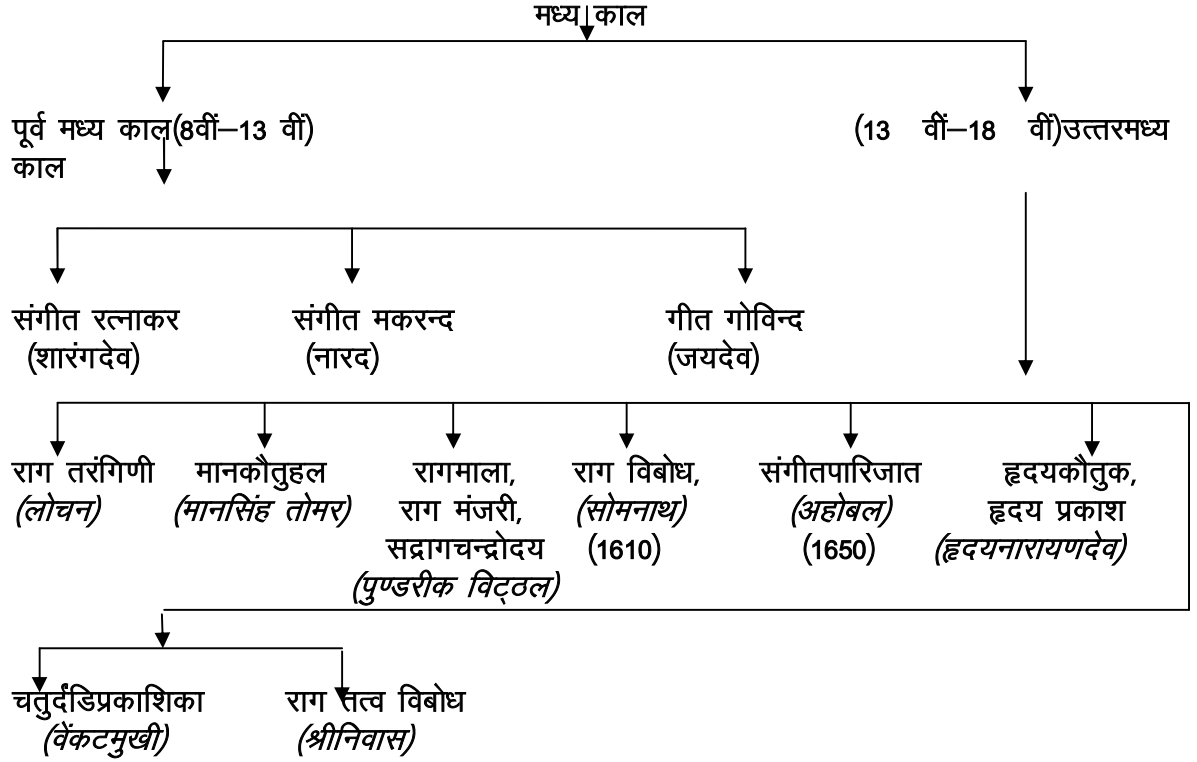 मध्य काल
पूर्व मध्य काल(8वीं–13 वीं) (13 वीं–18 वीं)उत्तरमध्य
काल
संगीत रत्नाकर संगीत मकरन्द गीत गोविन्द
(शारंगदेव) (नारद) (जयदेव)
राग तरंगिणी मानकौतुहल रागमाला, राग विबोध, संगीतपारिजात हृदयकौतुक,
(लोचन) (मानसिंह तोमर) राग मंजरी, (सोमनाथ) (अहोबल) हृदय प्रकाश
सद्रागचन्द्रोदय (1610) (1650) (हृदयनारायणदेव)
(पुण्डरीक विट्ठल)
चतुर्दंडिप्रकाशिका राग तत्व विबोध
(वेंकटमुखी) (श्रीनिवास)